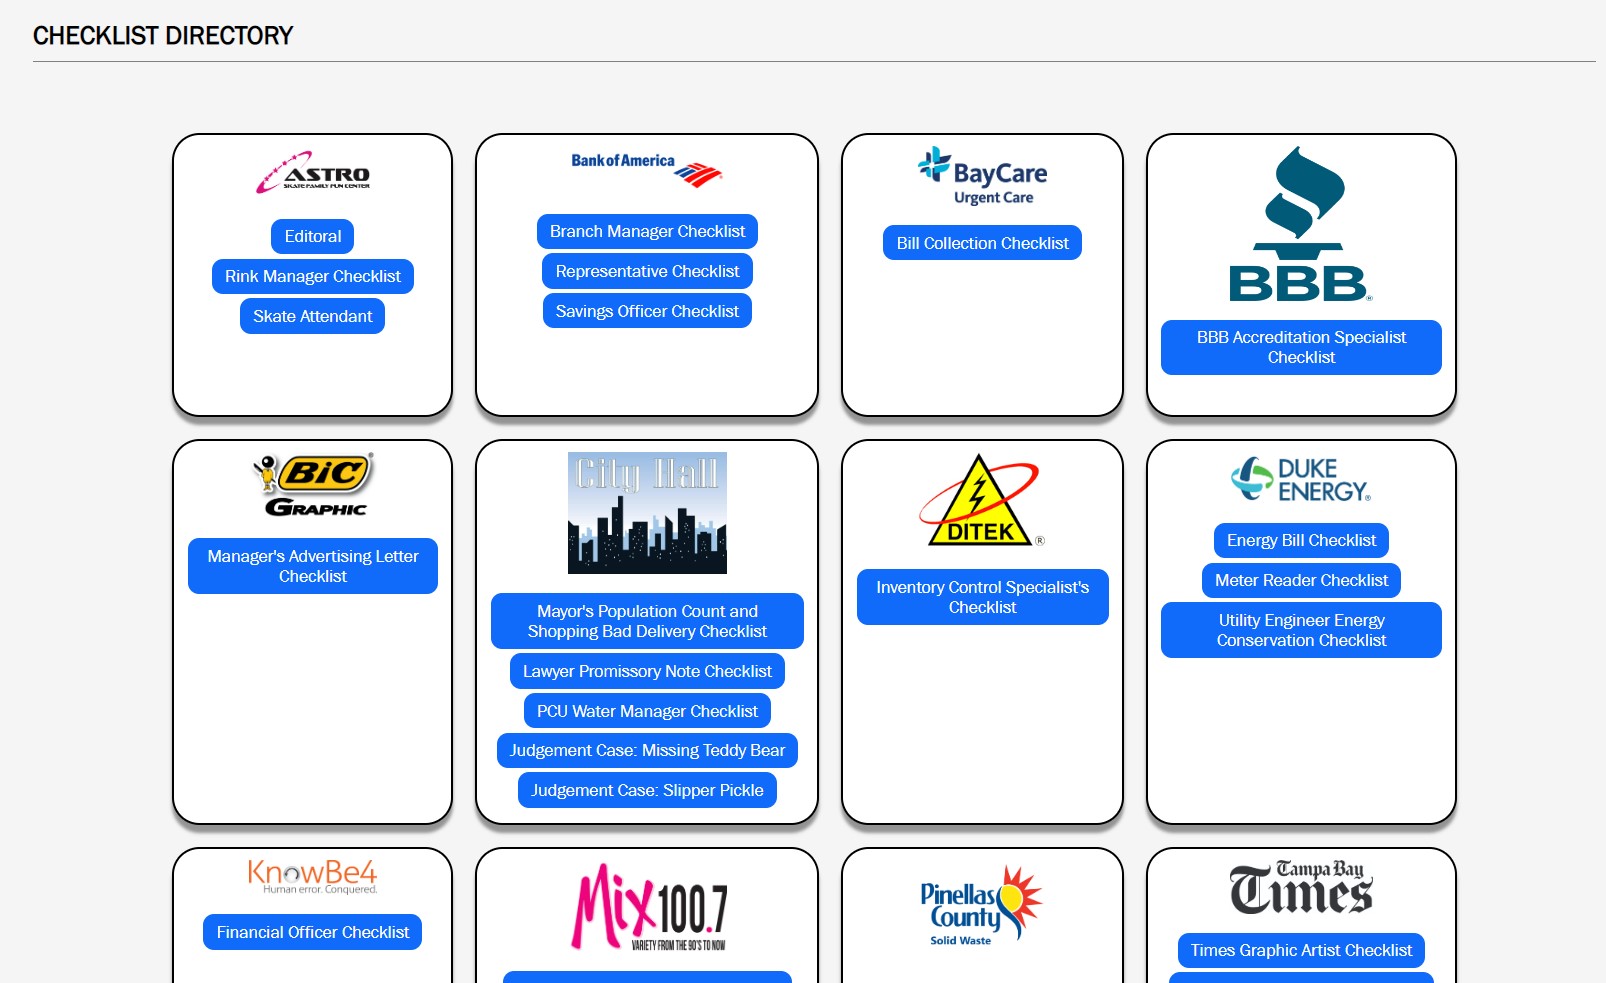 CHECKLIST DIRECTORY
ASTRO
SKATE FAMILY FUN CENTER
Editoral
Rink Manager Checklist
Skate Attendant
Bank of America
Branch Manager Checklist
Representative Checklist
Savings Officer Checklist
BayCare
Urgent Care
Bill Collection Checklist
BBB®
BBB Accreditation Specialist
Checklist
BiC®
GRAPHIC
Manager's Advertising Letter
Checklist
City Hall
Mayor's Population Count and
Shopping Bad Delivery Checklist
Lawyer Promissory Note Checklist
PCU Water Manager Checklist
Judgement Case: Missing Teddy Bear
Judgement Case: Slipper Pickle
DITEK®
Inventory Control Specialist's
Checklist
DUKE
ENERGY®
Energy Bill Checklist
Meter Reader Checklist
Utility Engineer Energy
Conservation Checklist
KnowBe4
Human error. Conquered.
Financial Officer Checklist
Mix 100.7
VARIETY FROM THE 90'S TO NOW
Pinellas
County
Solid Waste
Tampa Bay
Times
Times Graphic Artist Checklist